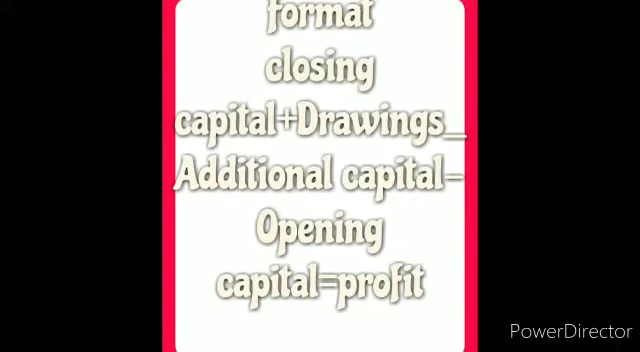 format
closing
capital+Drawings_
Additional capital-
Opening
capital=profit
PowerDirector